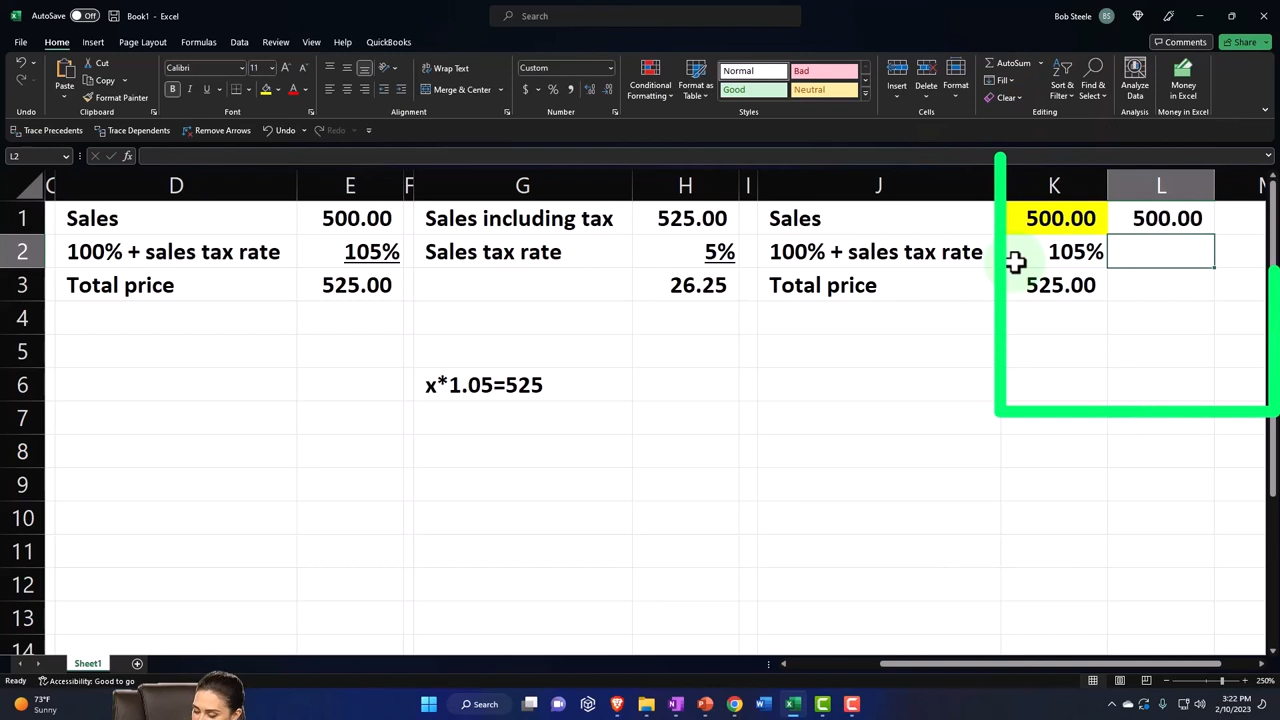 AutoSave Off Book1 - Excel Search Bob Steele BS
File Home Insert Page Layout Formulas Data Review View Help QuickBooks Comments Share
Undo Paste Cut Copy Format Painter Clipboard
Calibri 11 B I U A Font
Wrap Text Merge & Center Alignment
Custom $ % Number
Conditional Formatting Format as Table Normal Bad Good Neutral Styles
Insert Delete Format Cells
AutoSum Fill Clear Sort & Filter Find & Select Editing
Analyze Data Analysis
Money in Excel Money in Excel
Trace Precedents Trace Dependents Remove Arrows Undo Redo
L2 fx
C D E F G H I J K L M
1 Sales 500.00 Sales including tax 525.00 Sales 500.00 500.00
2 100% + sales tax rate 105% Sales tax rate 5% 100% + sales tax rate 105%
3 Total price 525.00 26.25 Total price 525.00
4
5
6 x*1.05=525
7
8
9
10
11
12
13
14
Sheet1
Ready Accessibility: Good to go 250%
73°F Sunny Search 3:22 PM 2/10/2023